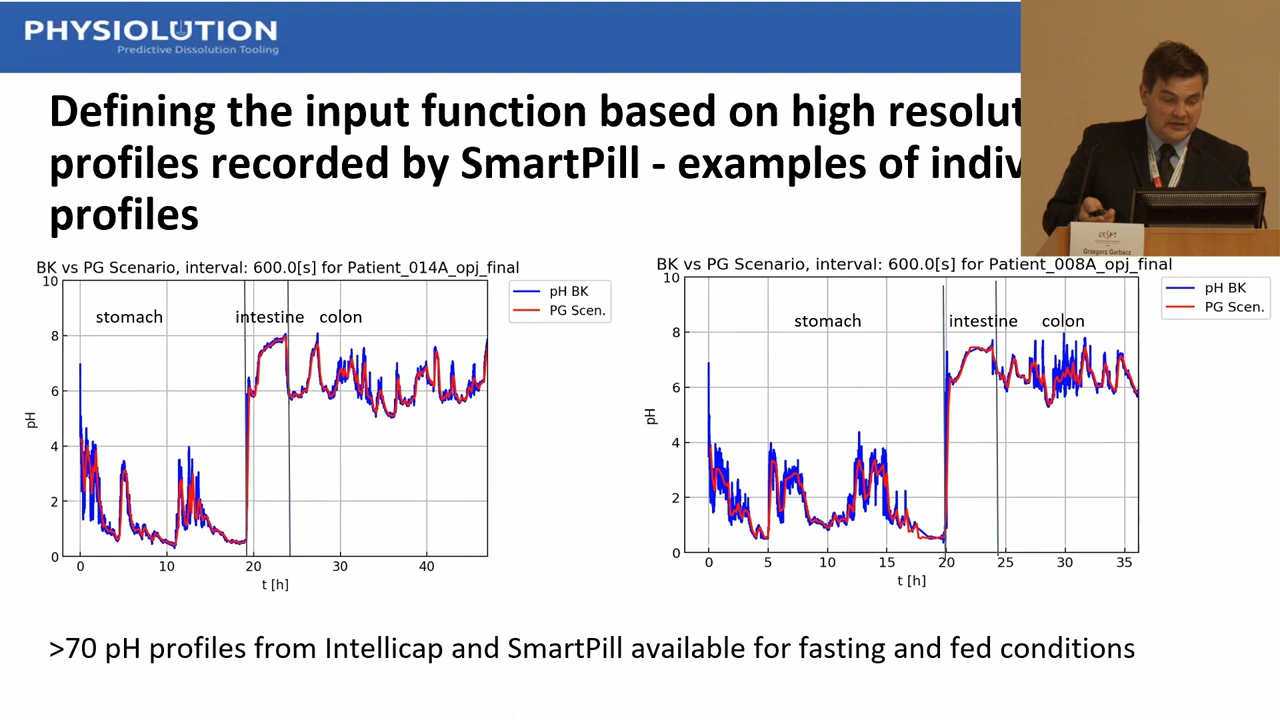 PHYSIOLUTION
Predictive Dissolution Tooling
Defining the input function based on high resolut
profiles recorded by SmartPill - examples of indiv
profiles
BK vs PG Scenario, interval: 600.0[s] for Patient_014A_opj_final
pH BK
PG Scen.
stomach
intestine
colon
10
8
6
4
2
0
pH
0
10
20
30
40
t [h]
BK vs PG Scenario, interval: 600.0[s] for Patient_008A_opj_final
pH BK
PG Scen.
stomach
intestine
colon
10
8
6
4
2
0
pH
0
5
10
15
20
25
30
35
t [h]
>70 pH profiles from Intellicap and SmartPill available for fasting and fed conditions
Grzegorz Garbacz